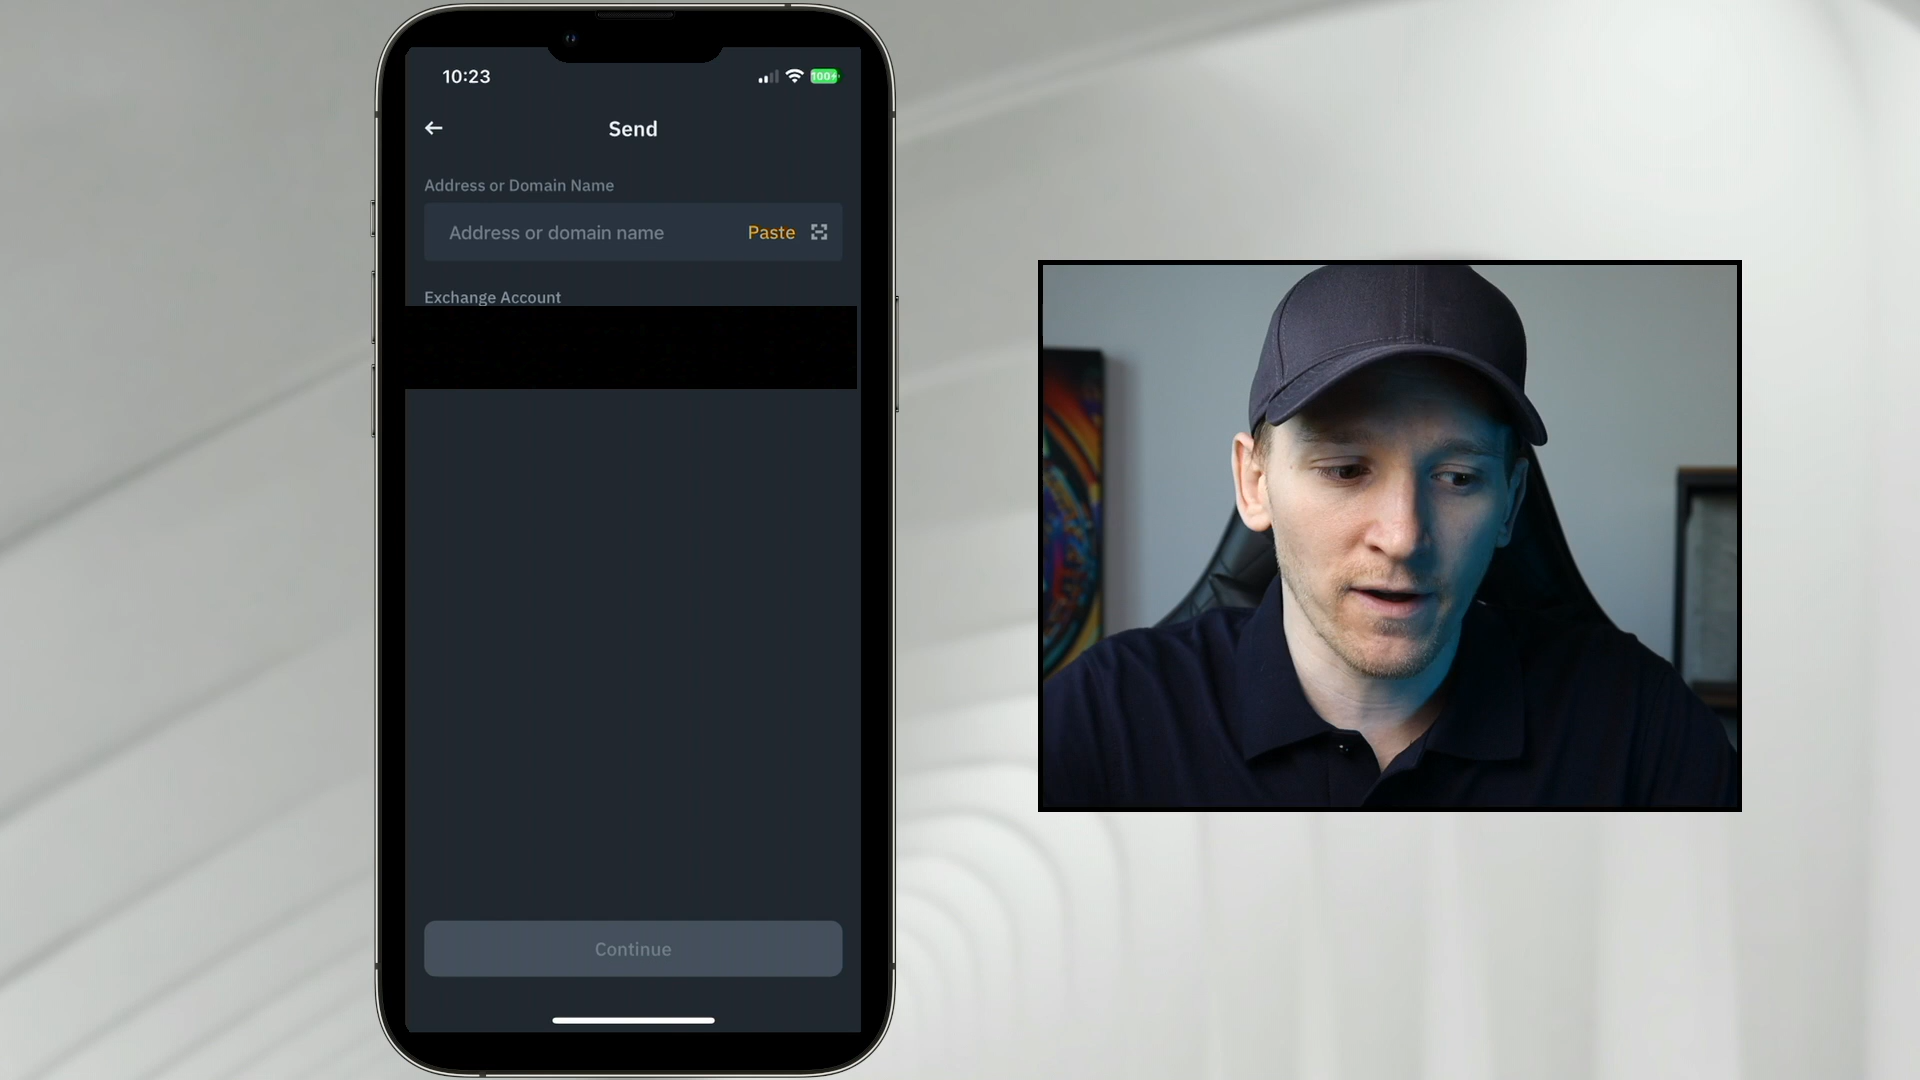 10:23
100
Send
Address or Domain Name
Address or domain name
Paste
Exchange Account
Continue